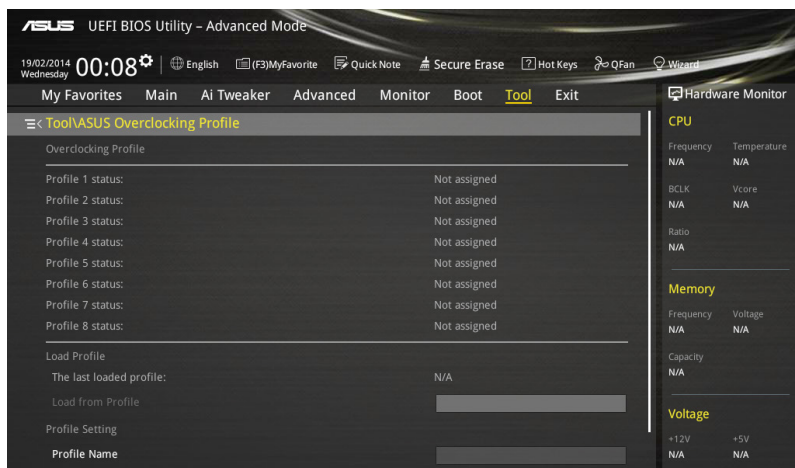 ASUS UEFI BIOS Utility – Advanced Mode
19/02/2014
Wednesday
00:08
English
(F3)MyFavorite
Quick Note
Secure Erase
? Hot Keys
QFan
Wizard
My Favorites Main Ai Tweaker Advanced Monitor Boot Tool Exit
Tool\ASUS Overclocking Profile
Overclocking Profile
Profile 1 status: Not assigned
Profile 2 status: Not assigned
Profile 3 status: Not assigned
Profile 4 status: Not assigned
Profile 5 status: Not assigned
Profile 6 status: Not assigned
Profile 7 status: Not assigned
Profile 8 status: Not assigned
Load Profile
The last loaded profile: N/A
Load from Profile
Profile Setting
Profile Name
Hardware Monitor
CPU
Frequency Temperature
N/A N/A
BCLK Vcore
N/A N/A
Ratio
N/A
Memory
Frequency Voltage
N/A N/A
Capacity
N/A
Voltage
+12V +5V
N/A N/A